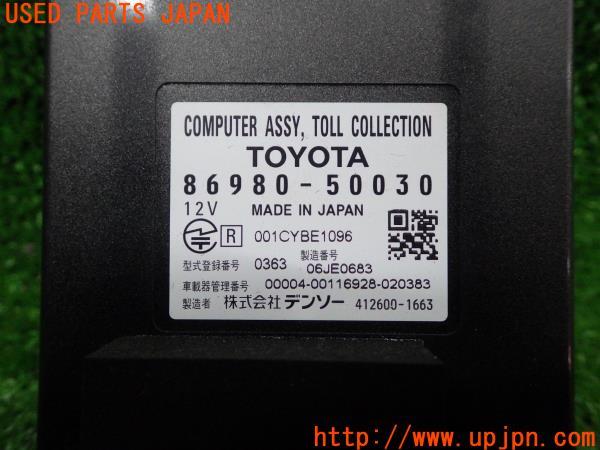 USED PARTS JAPAN
COMPUTER ASSY, TOLL COLLECTION
TOYOTA
86980-50030
12V MADE IN JAPAN
R 001CYBE1096
型式登録番号 0363 製造番号 06JE0683
車載器管理番号 00004-00116928-020383
製造者 株式会社デンソー 412600-1663
http://www.upjpn.com/